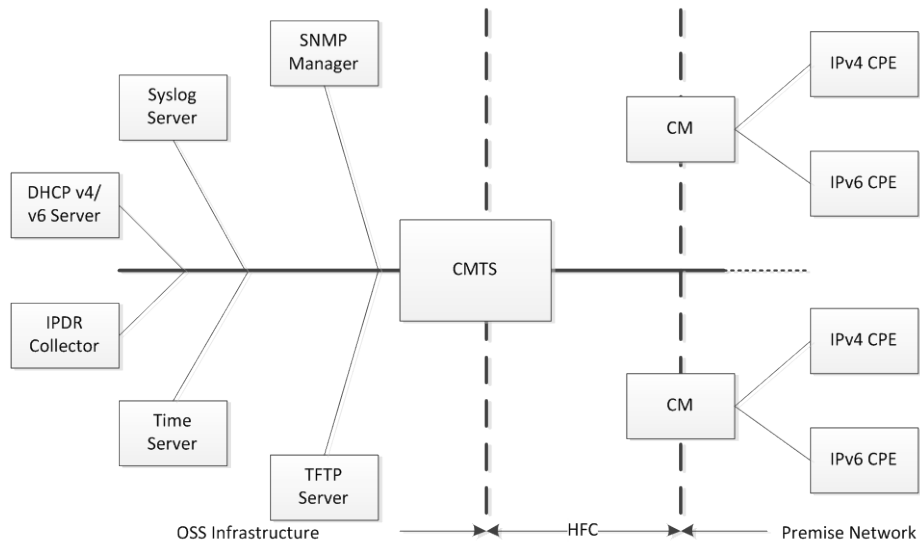 SNMP
Manager
Syslog
Server
DHCP v4/
v6 Server
IPDR
Collector
Time
Server
TFTP
Server
CMTS
CM
IPv4 CPE
IPv6 CPE
CM
IPv4 CPE
IPv6 CPE
OSS Infrastructure
HFC
Premise Network